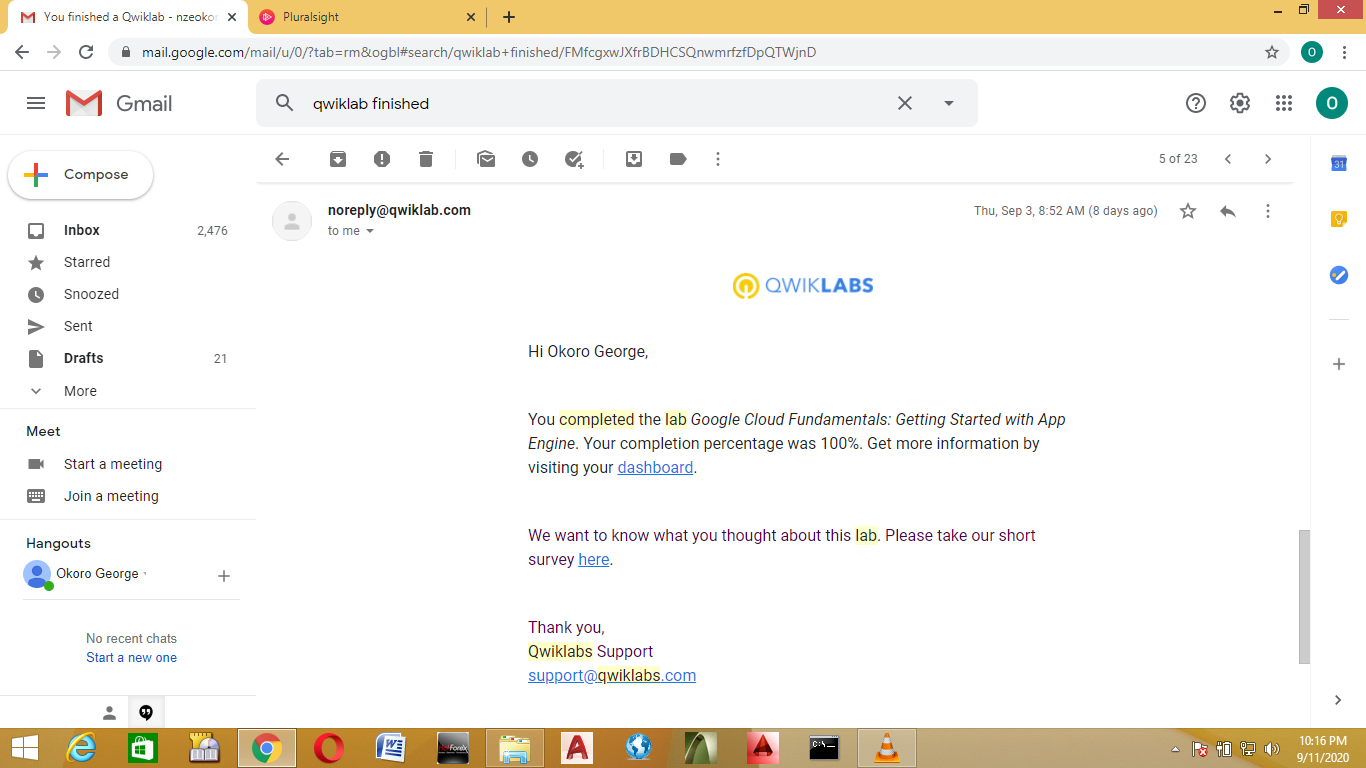 You finished a Qwiklab - nzeokor
Pluralsight
mail.google.com/mail/u/0/?tab=rm&ogbl#search/qwiklab+finished/FMfcgxwJXfrBDHCSQnwmrfzfDpQTWjnD
O
Gmail
qwiklab finished
O
Compose
5 of 23
31
Inbox 2,476
Starred
Snoozed
Sent
Drafts 21
More
Meet
Start a meeting
Join a meeting
Hangouts
Okoro George
No recent chats
Start a new one
noreply@qwiklab.com
Thu, Sep 3, 8:52 AM (8 days ago)
to me
QWIKLABS
Hi Okoro George,
You completed the lab Google Cloud Fundamentals: Getting Started with App
Engine. Your completion percentage was 100%. Get more information by
visiting your dashboard.
We want to know what you thought about this lab. Please take our short
survey here.
Thank you,
Qwiklabs Support
support@qwiklabs.com
10:16 PM
9/11/2020